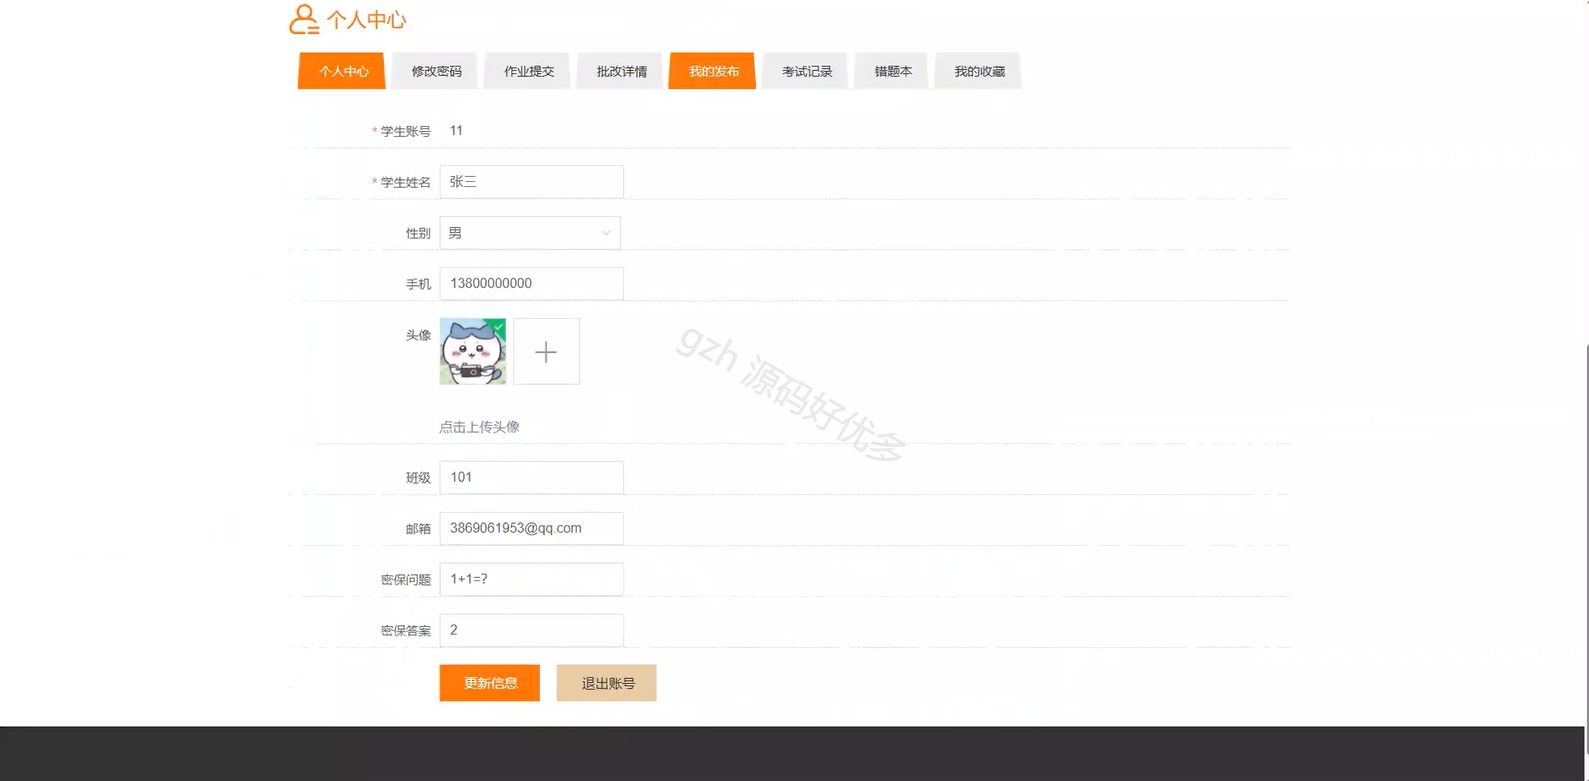 个人中心
个人中心 修改密码 作业提交 批改详情 我的发布 考试记录 错题本 我的收藏
* 学生账号 11
* 学生姓名 张三
性别 男
手机 13800000000
头像
gzh 源码好优多
点击上传头像
班级 101
邮箱 3869061953@qq.com
密保问题 1+1=?
密保答案 2
更新信息 退出账号